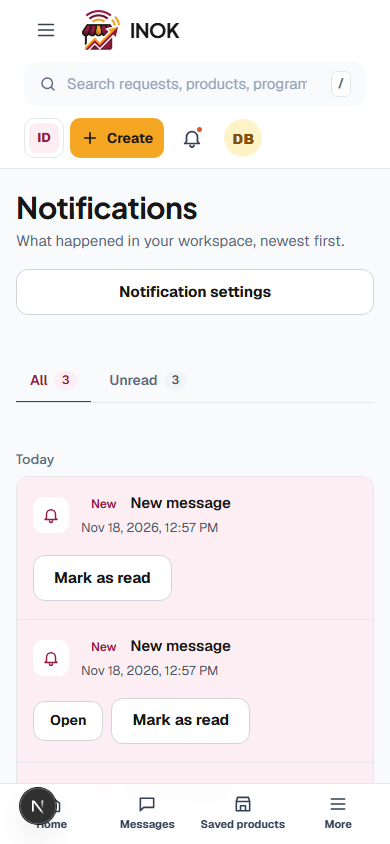 INOK
Search requests, products, program
/
ID
Create
DB
Notifications
What happened in your workspace, newest first.
Notification settings
All 3
Unread 3
Today
New New message
Nov 18, 2026, 12:57 PM
Mark as read
New New message
Nov 18, 2026, 12:57 PM
Open
Mark as read
N
Home
Messages
Saved products
More